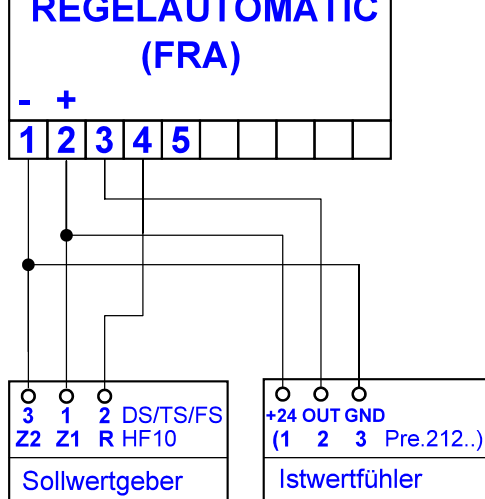 REGELAUTOMATIC
(FRA)
- +
1 2 3 4 5
3 1 2 DS/TS/FS
Z2 Z1 R HF10
Sollwertgeber
+24 OUT GND
(1 2 3 Pre.212..)
Istwertfühler